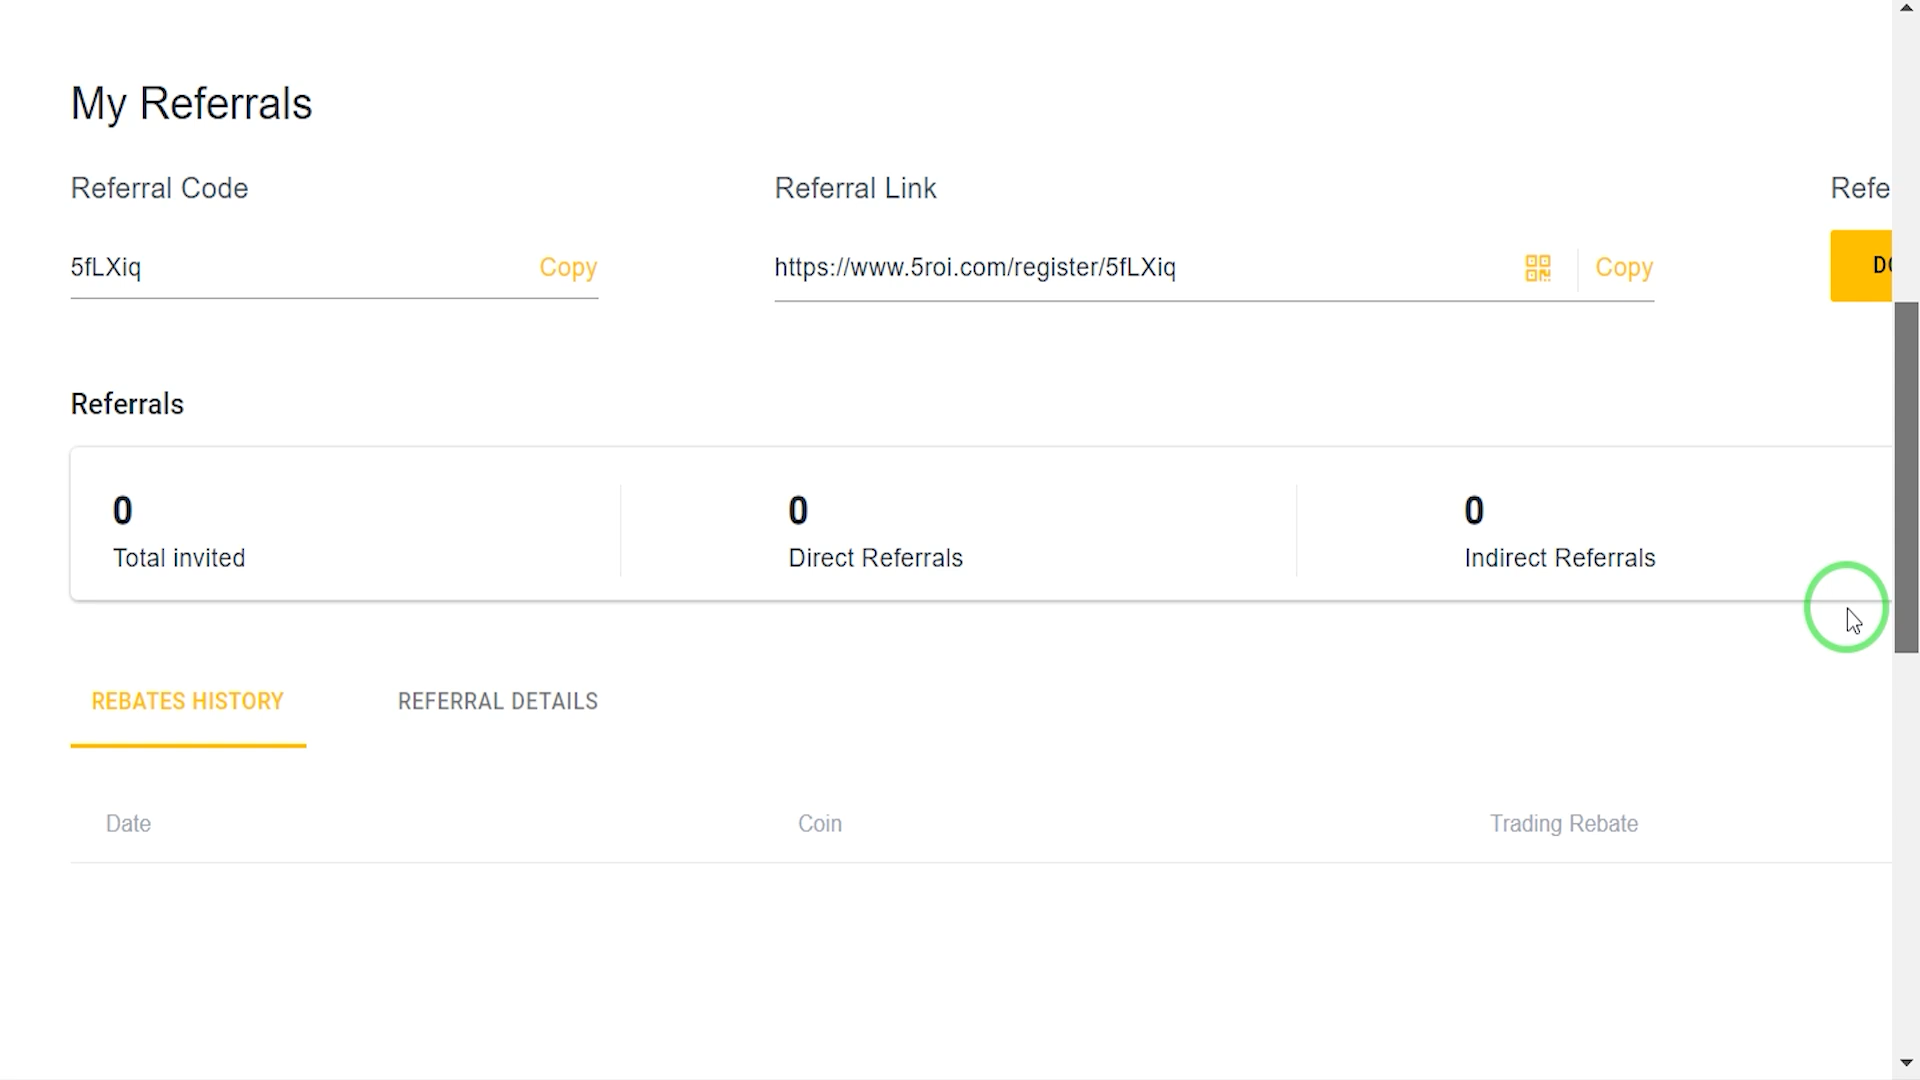 My Referrals
Referral Code
Referral Link
Refe
5fLXiq
Copy
https://www.5roi.com/register/5fLXiq
Copy
Referrals
0
0
0
Total invited
Direct Referrals
Indirect Referrals
REBATES HISTORY
REFERRAL DETAILS
Date
Coin
Trading Rebate